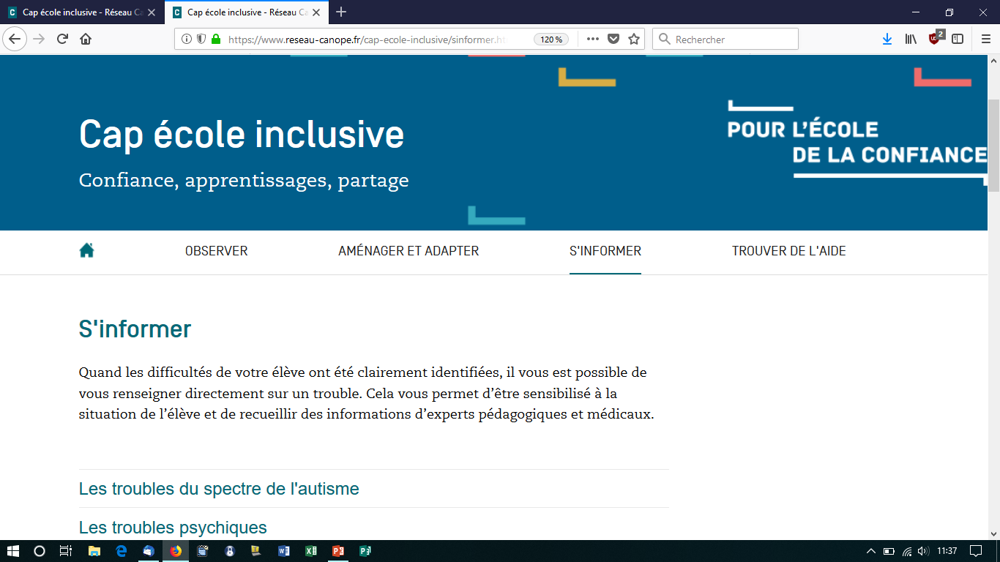 Cap école inclusive - Réseau Ca
Cap école inclusive - Réseau Ca
https://www.reseau-canope.fr/cap-ecole-inclusive/sinformer.h
120 %
Rechercher
2
Cap école inclusive
Confiance, apprentissages, partage
POUR L'ÉCOLE
DE LA CONFIANCE
OBSERVER
AMÉNAGER ET ADAPTER
S'INFORMER
TROUVER DE L'AIDE
S'informer
Quand les difficultés de votre élève ont été clairement identifiées, il vous est possible de
vous renseigner directement sur un trouble. Cela vous permet d’être sensibilisé à la
situation de l’élève et de recueillir des informations d’experts pédagogiques et médicaux.
Les troubles du spectre de l'autisme
Les troubles psychiques
11:37